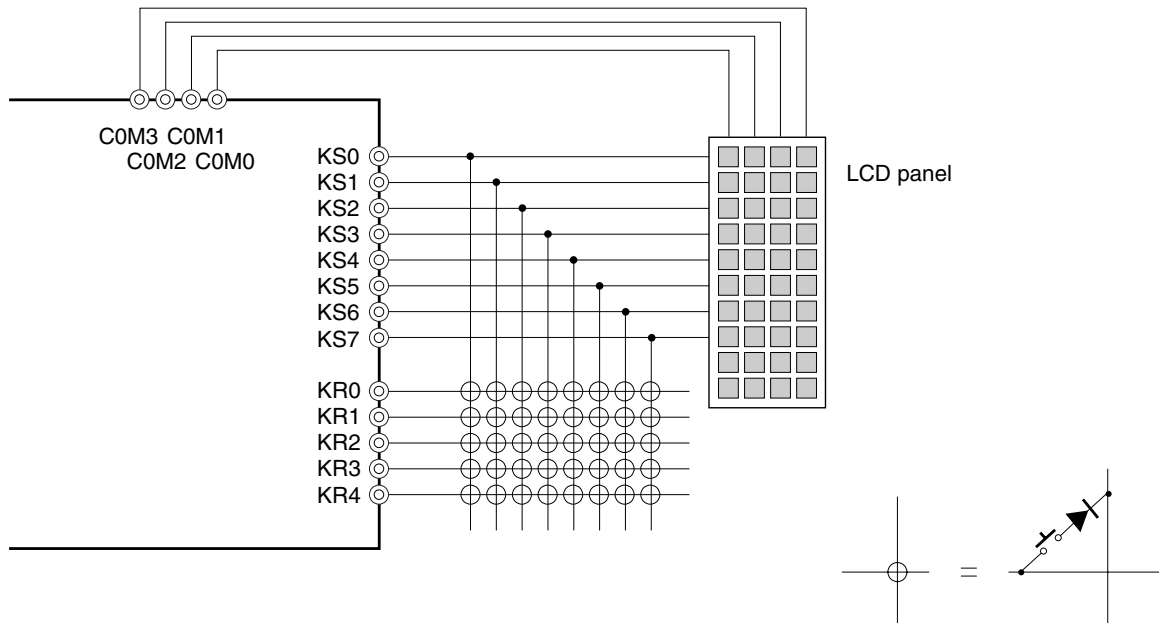 C0M3 C0M1
C0M2 C0M0
KS0
KS1
KS2
KS3
KS4
KS5
KS6
KS7
KR0
KR1
KR2
KR3
KR4
LCD panel
=